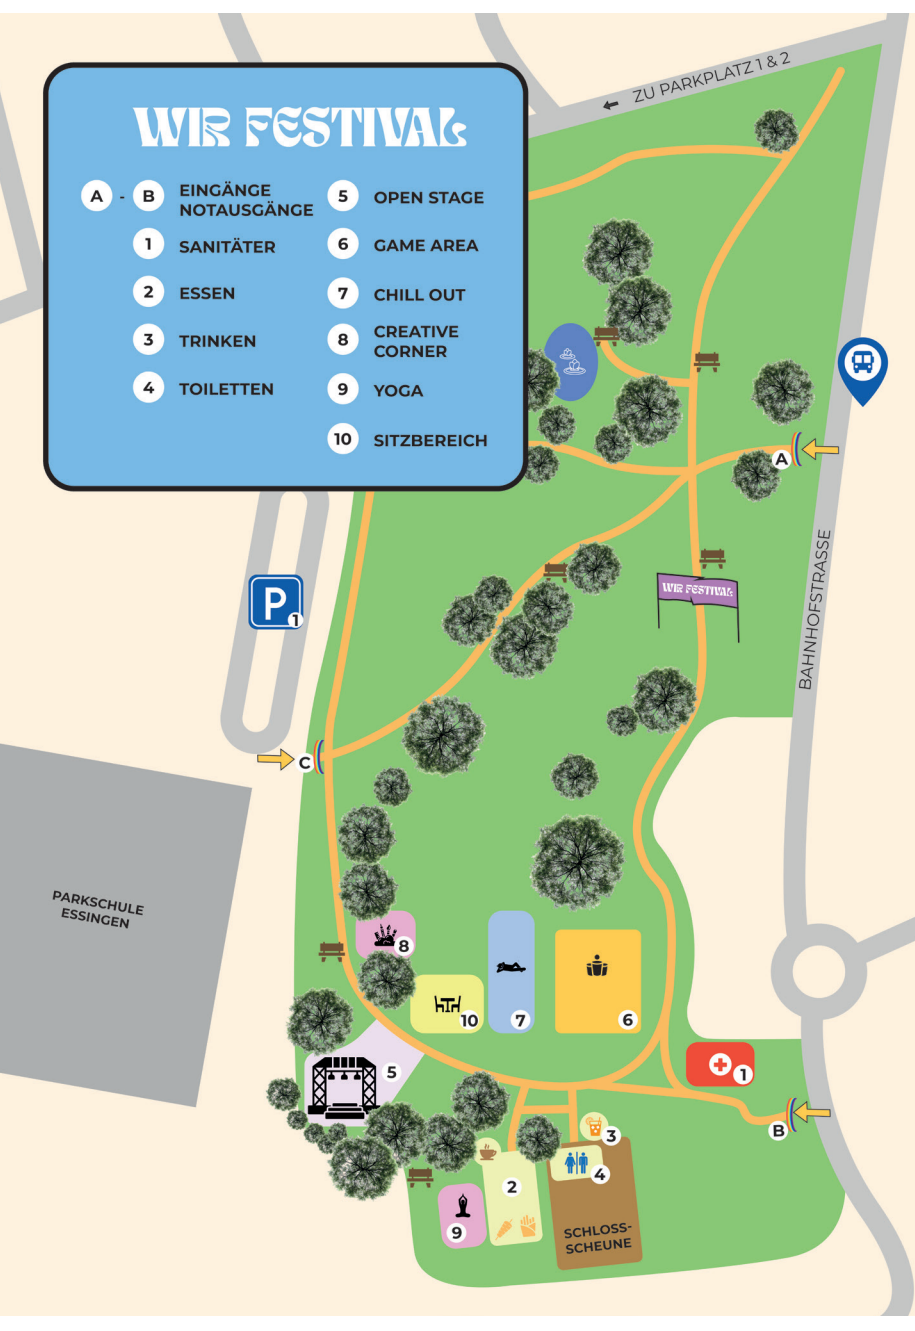 ZU PARKPLATZ 1 & 2
WIR FESTIVAL
A - B EINGÄNGE
NOTAUSGÄNGE
1 SANITÄTER
2 ESSEN
3 TRINKEN
4 TOILETTEN
5 OPEN STAGE
6 GAME AREA
7 CHILL OUT
8 CREATIVE
CORNER
9 YOGA
10 SITZBEREICH
A
BAHNHOFSTRASSE
WIR FESTIVAL
P
1
C
PARKSCHULE
ESSINGEN
8
10
7
6
5
1
B
3
4
2
9
SCHLOSS-
SCHEUNE